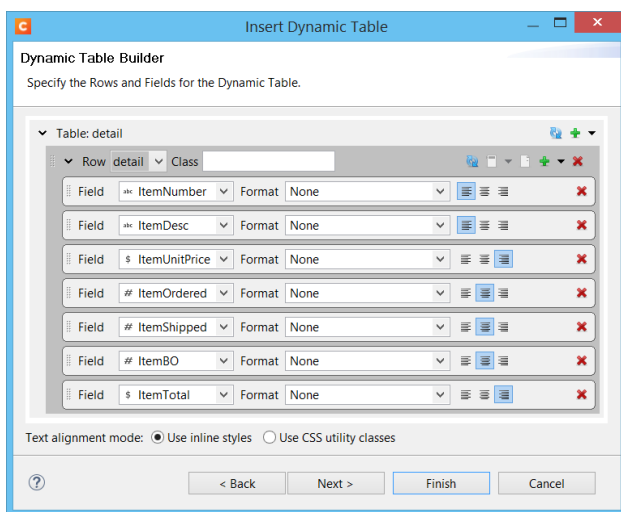 Insert Dynamic Table
Dynamic Table Builder
Specify the Rows and Fields for the Dynamic Table.
Table: detail
Row detail Class
Field abc ItemNumber Format None
Field abc ItemDesc Format None
Field $ ItemUnitPrice Format None
Field # ItemOrdered Format None
Field # ItemShipped Format None
Field # ItemBO Format None
Field $ ItemTotal Format None
Text alignment mode: Use inline styles Use CSS utility classes
? < Back Next > Finish Cancel